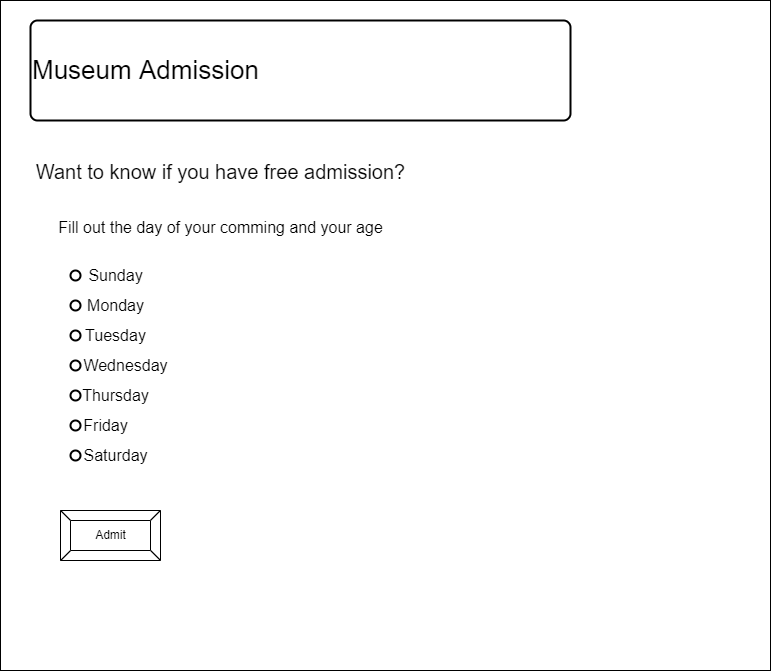 Museum Admission
Want to know if you have free admission?
Fill out the day of your comming and your age
Sunday
Monday
Tuesday
Wednesday
Thursday
Friday
Saturday
Admit